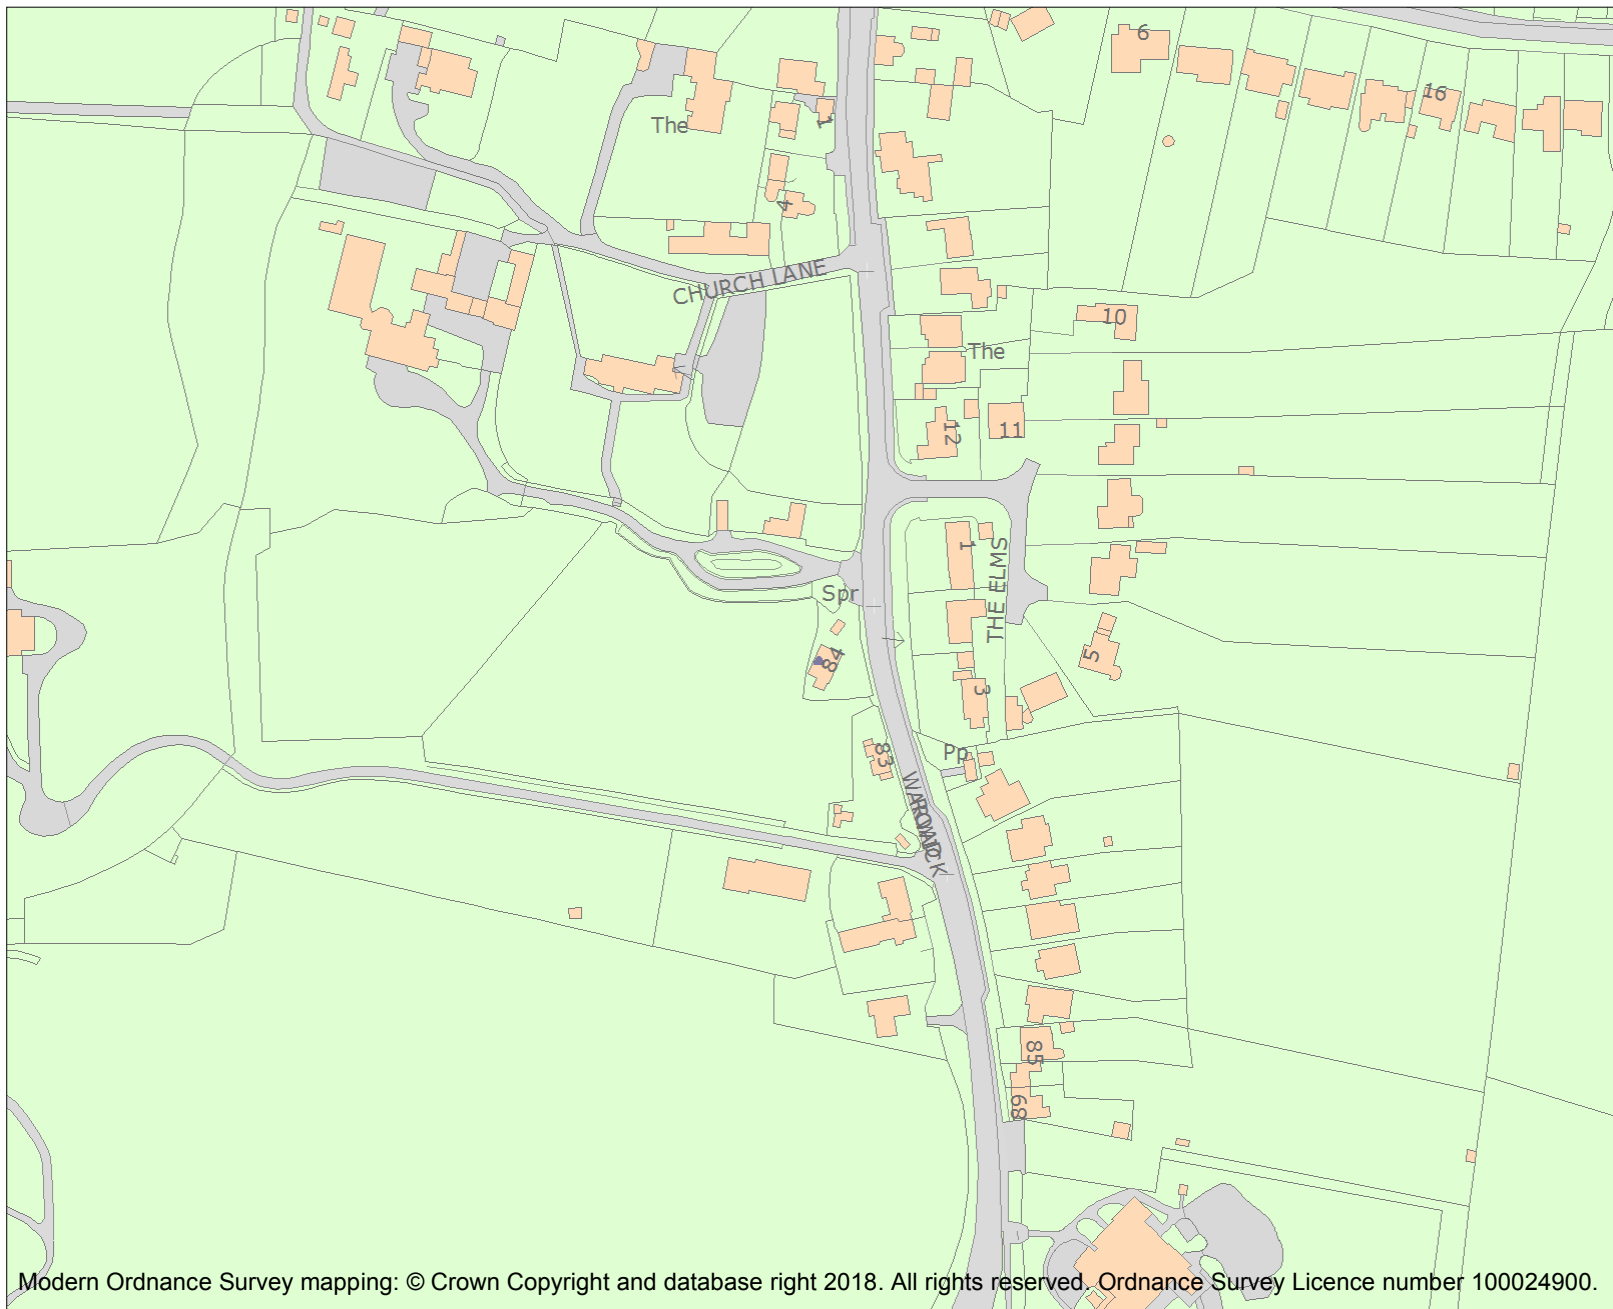 6
16
The
1
4
CHURCH LANE
10
The
12
11
1
THE ELMS
Spr
84
5
3
Pp
83
WARWICK
ROAD
85
89
Modern Ordnance Survey mapping: © Crown Copyright and database right 2018. All rights reserved. Ordnance Survey Licence number 100024900.